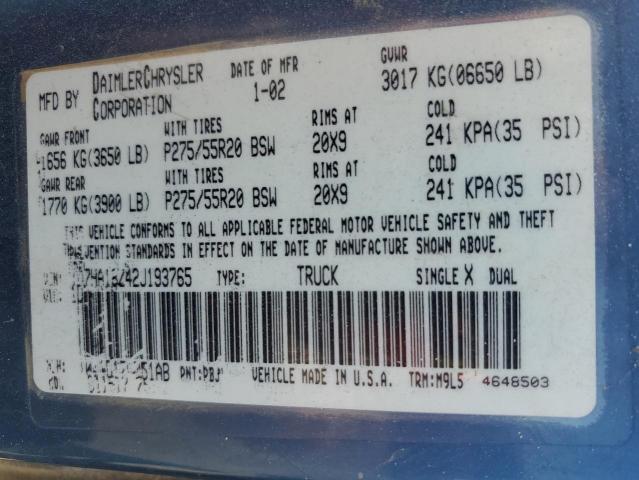 MFD BY DAIMLERCHRYSLER CORPORATION DATE OF MFR 1-02 GVWR 3017 KG(06650 LB)
GAWR FRONT WITH TIRES RIMS AT COLD
1656 KG(3650 LB) P275/55R20 BSW 20X9 241 KPA(35 PSI)
GAWR REAR WITH TIRES RIMS AT COLD
1770 KG(3900 LB) P275/55R20 BSW 20X9 241 KPA(35 PSI)
THIS VEHICLE CONFORMS TO ALL APPLICABLE FEDERAL MOTOR VEHICLE SAFETY AND THEFT
PREVENTION STANDARDS IN EFFECT ON THE DATE OF MANUFACTURE SHOWN ABOVE.
TYPE: TRUCK SINGLE X DUAL
PNT:PBJ VEHICLE MADE IN U.S.A. TRM:M9L5 4648503